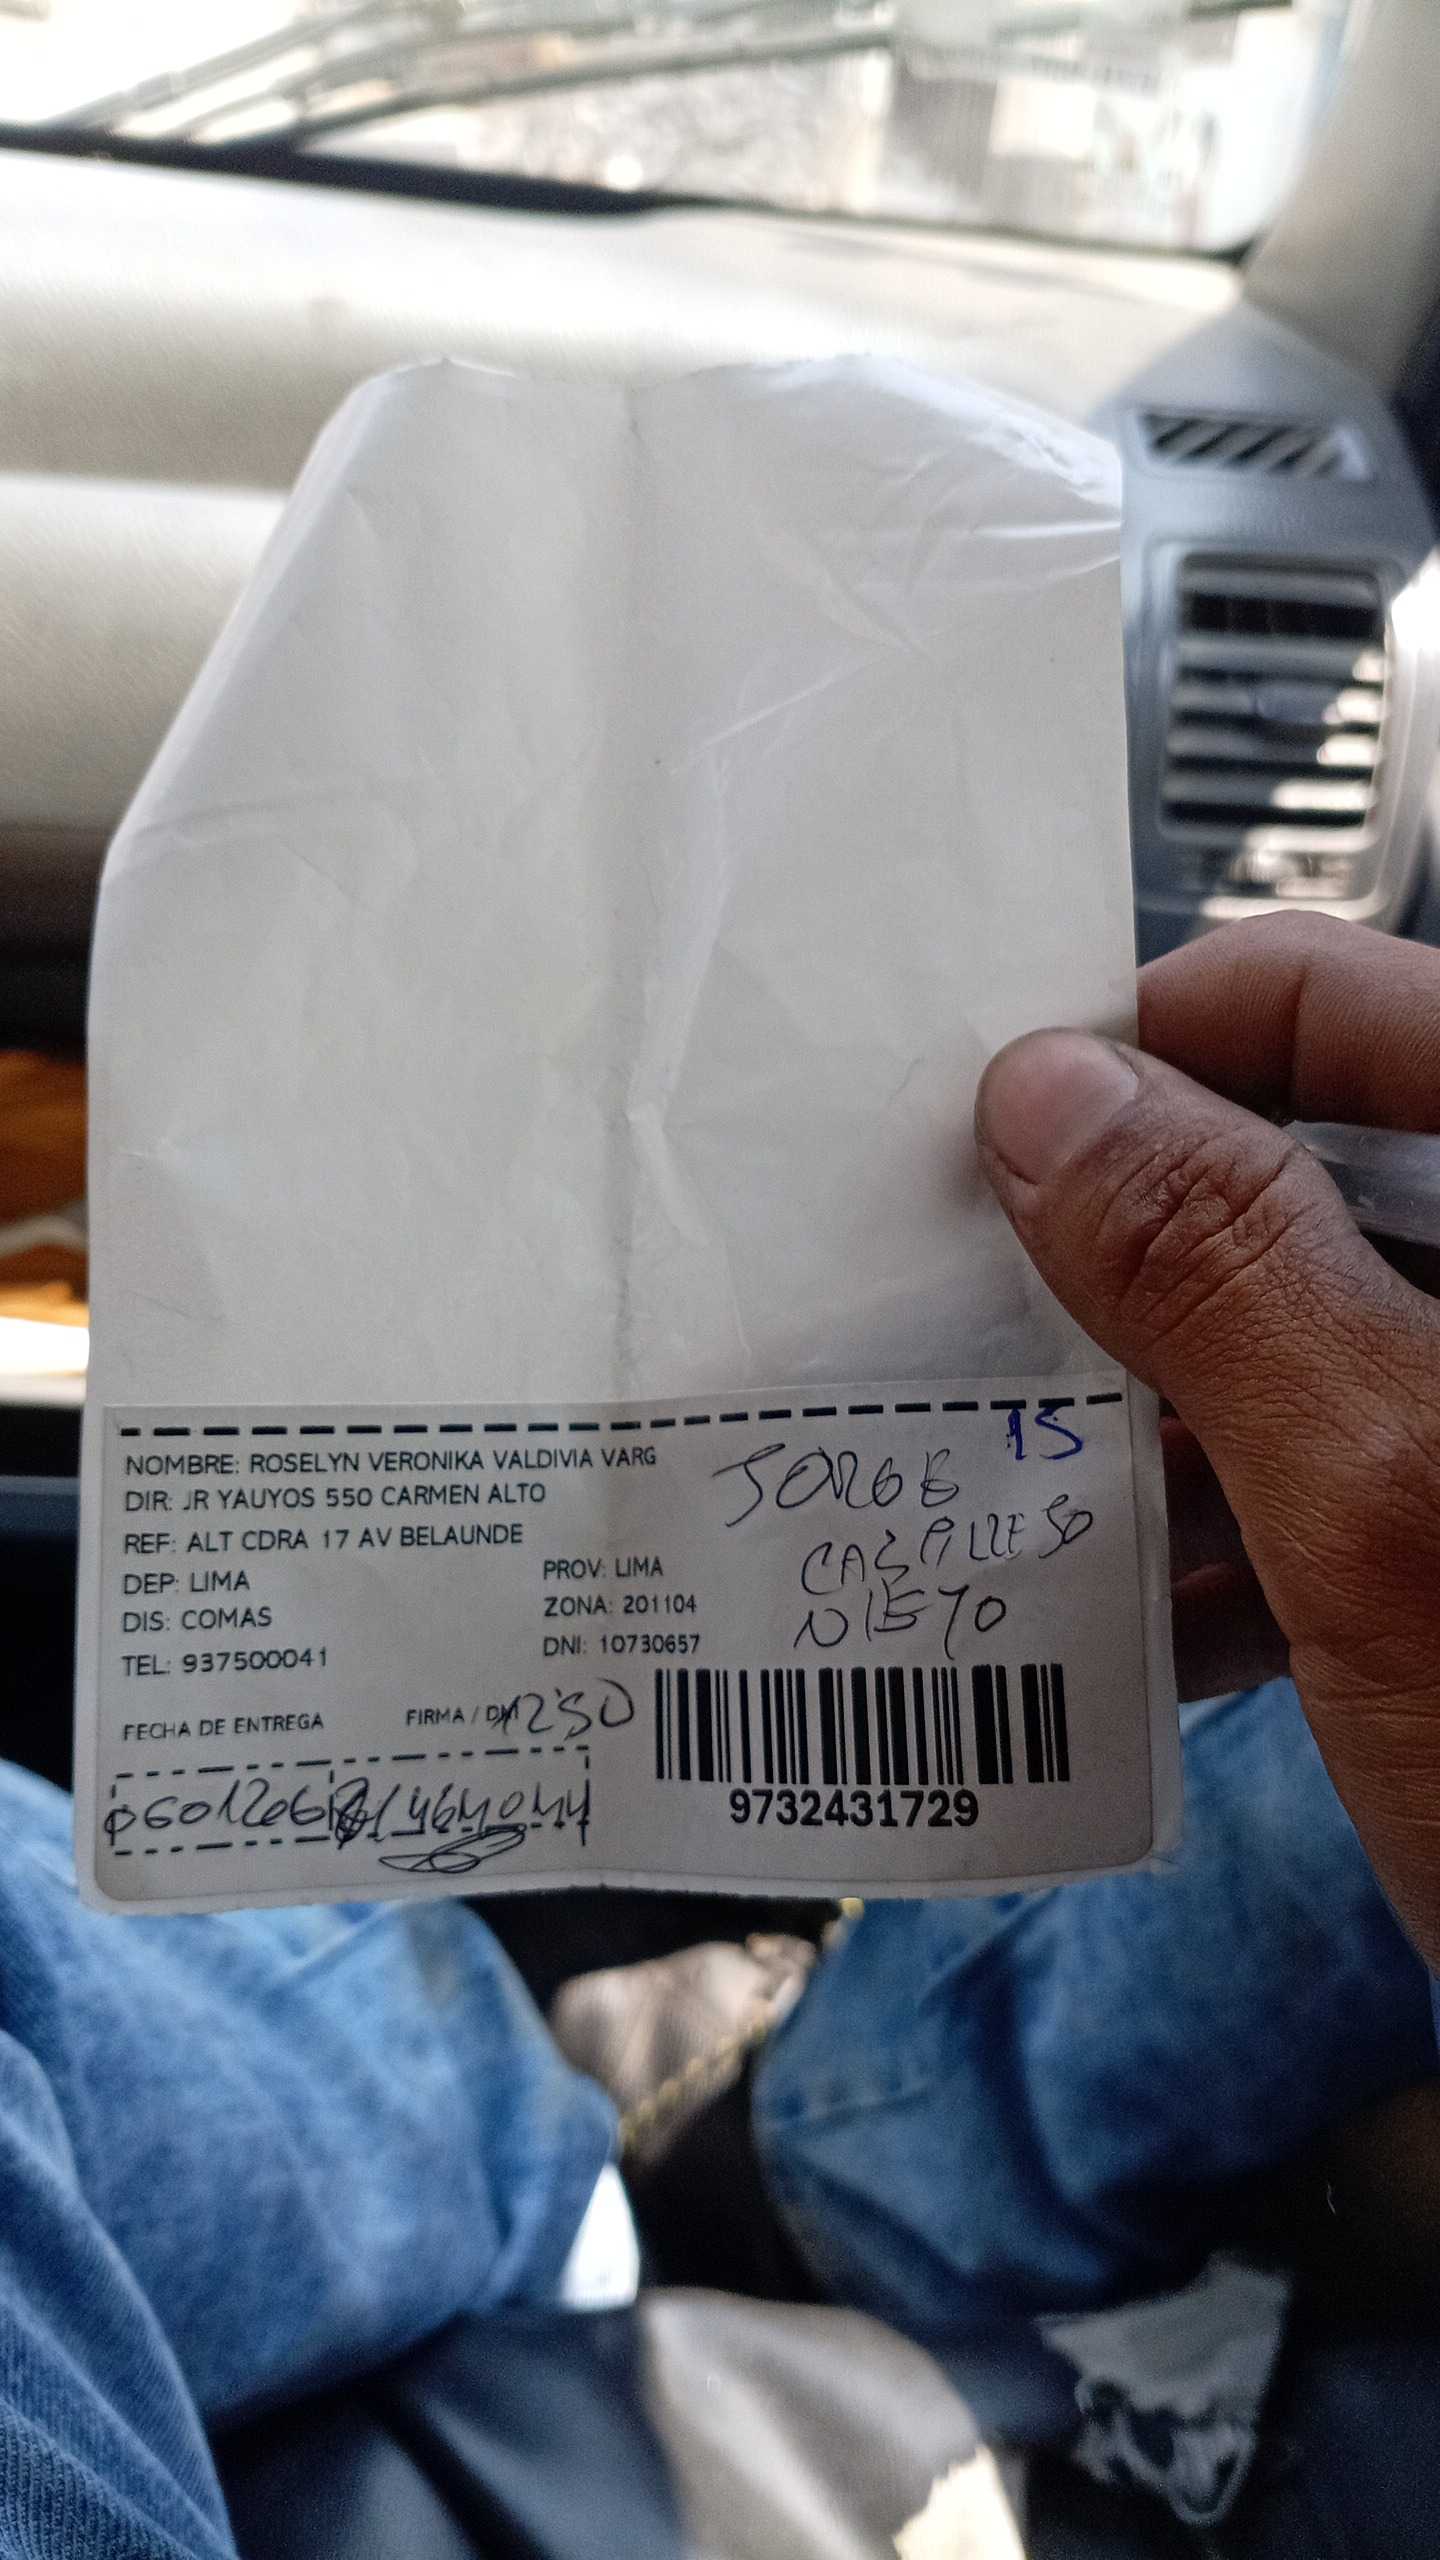 15
NOMBRE: ROSELYN VERONIKA VALDIVIA VARG
JORGE
DIR: JR YAUYOS 550 CARMEN ALTO
REF: ALT CDRA 17 AV BELAUNDE
DEP: LIMA
PROV: LIMA
NIETO
DIS: COMAS
ZONA: 201104
TEL: 937500041
DNI: 10730657
FECHA DE ENTREGA
FIRMA / DNI
1250
9732431729